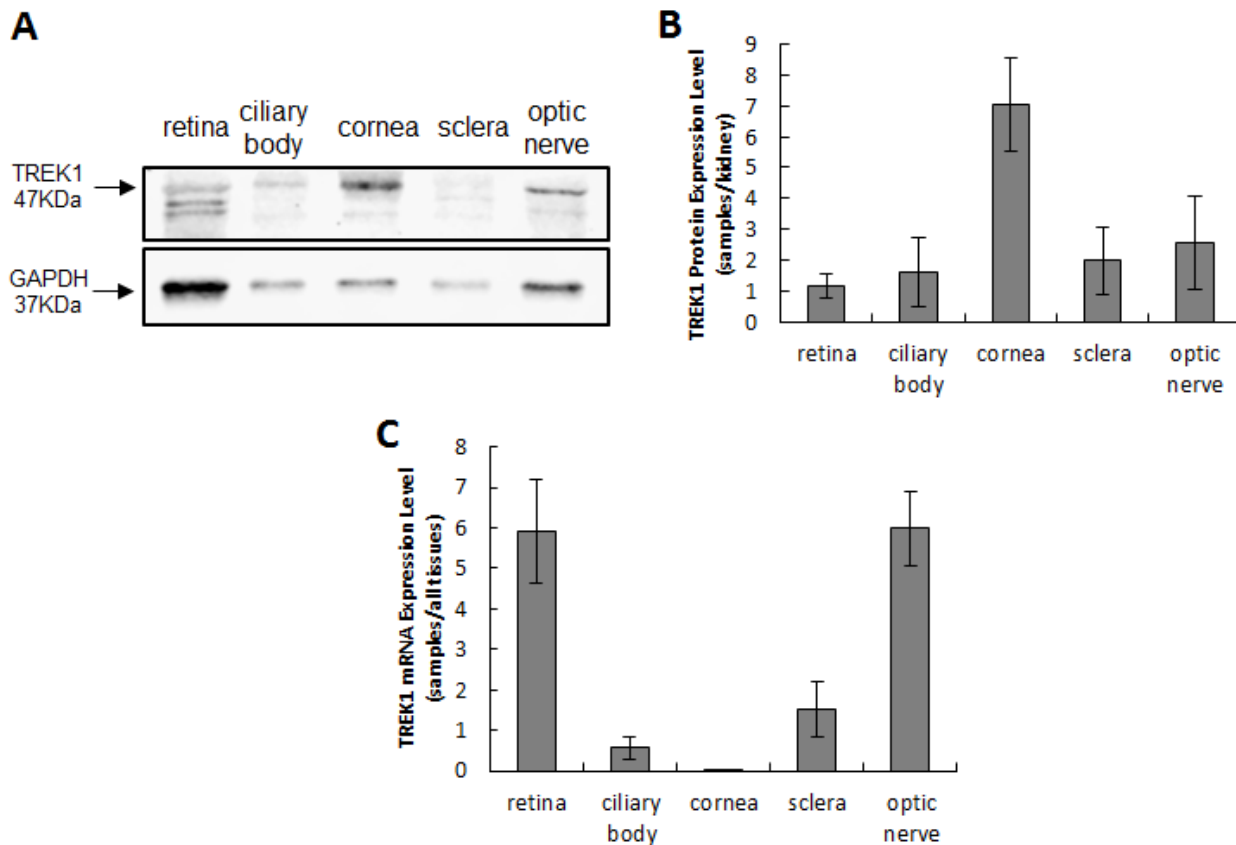 A
retina
ciliary
body
cornea
sclera
optic
nerve
TREK1
47KDa
GAPDH
37KDa
B
TREK1 Protein Expression Level
(samples/kidney)
9
8
7
6
5
4
3
2
1
0
retina
ciliary
body
cornea
sclera
optic
nerve
C
TREK1 mRNA Expression Level
(samples/all tissues)
8
7
6
5
4
3
2
1
0
retina
ciliary
body
cornea
sclera
optic
nerve